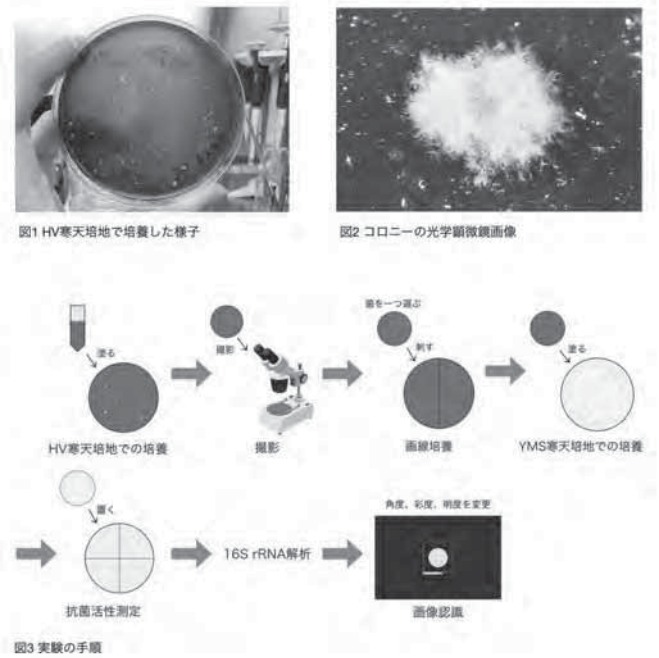 図1 HV寒天培地で培養した様子
図2 コロニーの光学顕微鏡画像
塗る
HV寒天培地での培養
撮影
撮影
菌を一つ選ぶ
刺す
画線培養
塗る
YMS寒天培地での培養
置く
抗菌活性測定
16S rRNA解析
角度、彩度、明度を変更
画像認識
図3 実験の手順